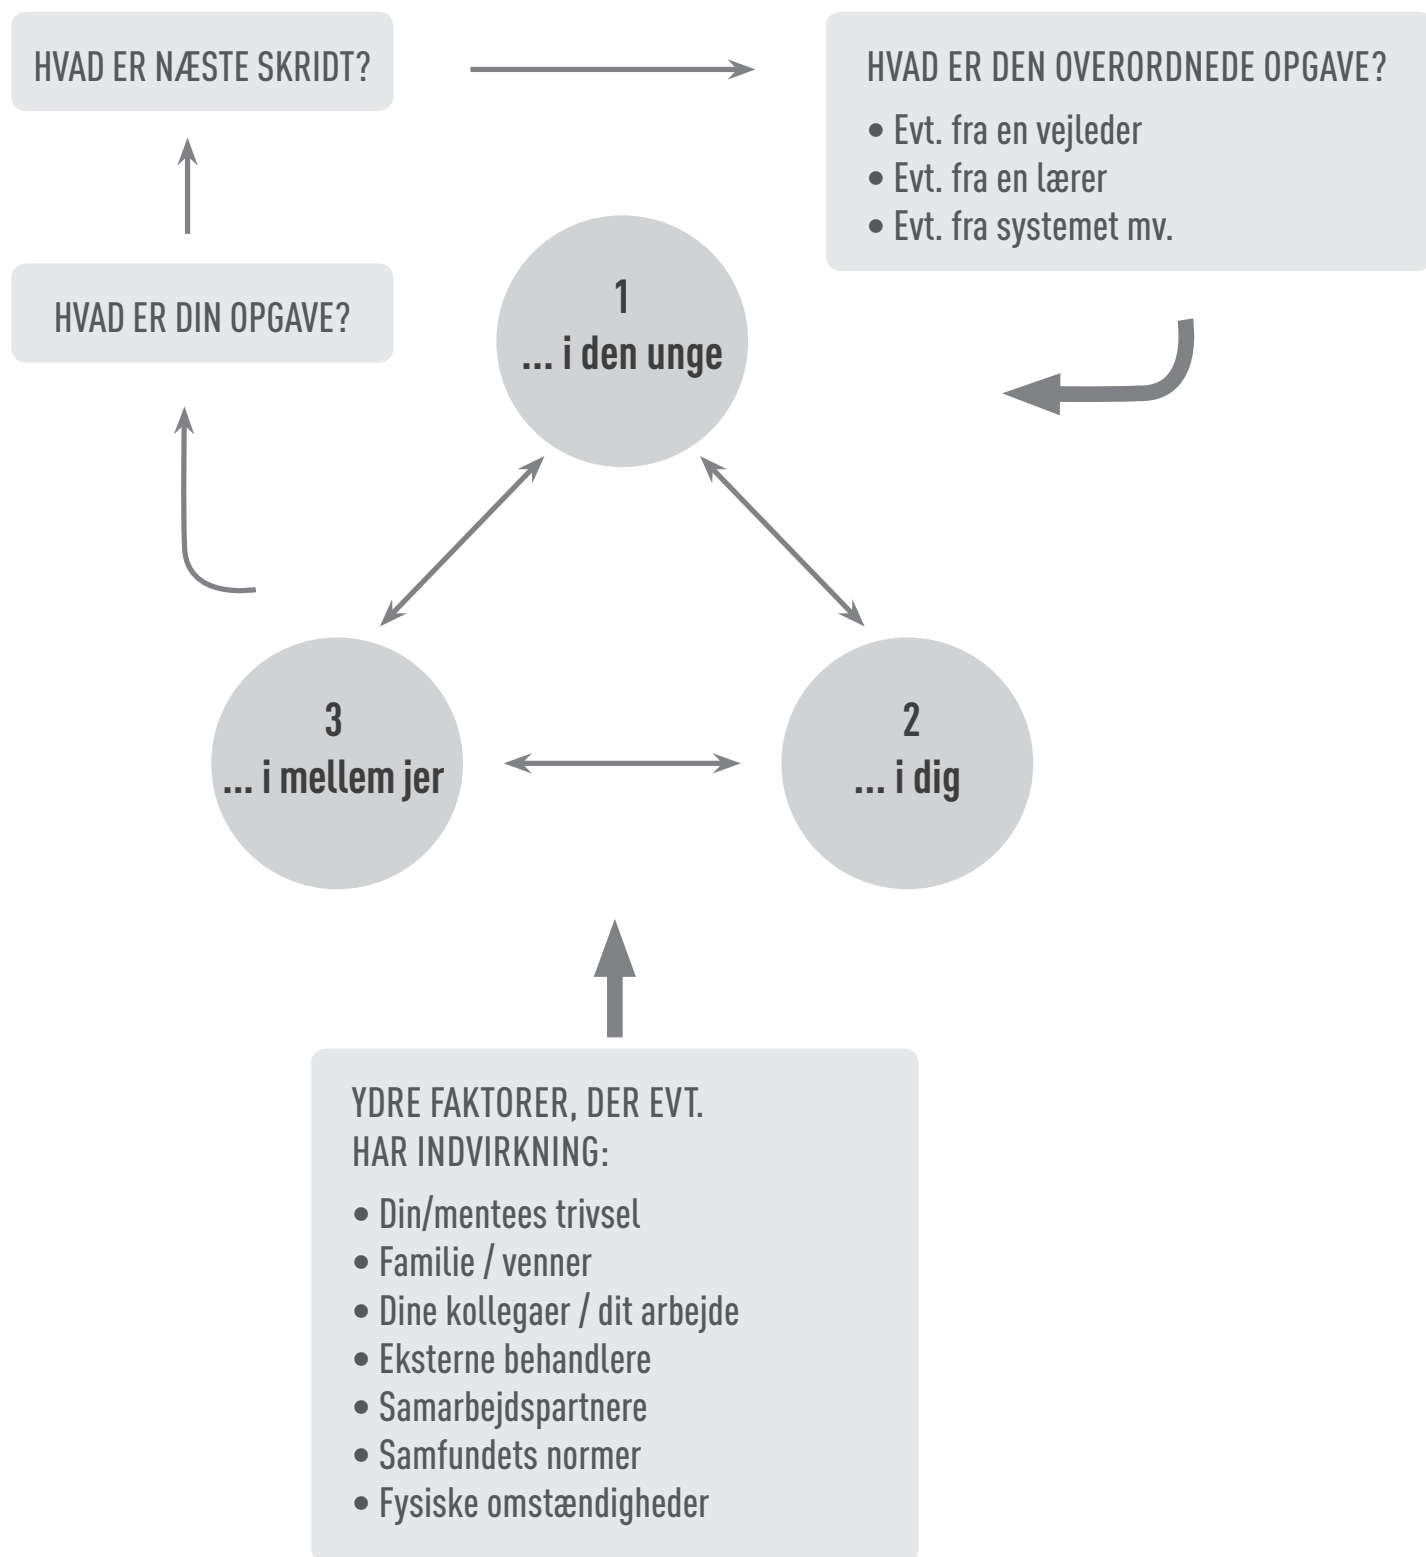 HVAD ER NÆSTE SKRIDT?
HVAD ER DEN OVERORDNEDE OPGAVE?
• Evt. fra en vejleder
• Evt. fra en lærer
• Evt. fra systemet mv.
HVAD ER DIN OPGAVE?
1
... i den unge
3
... i mellem jer
2
... i dig
YDRE FAKTORER, DER EVT.
HAR INDVIRKNING:
• Din/mentees trivsel
• Familie / venner
• Dine kollegaer / dit arbejde
• Eksterne behandlere
• Samarbejdspartnere
• Samfundets normer
• Fysiske omstændigheder